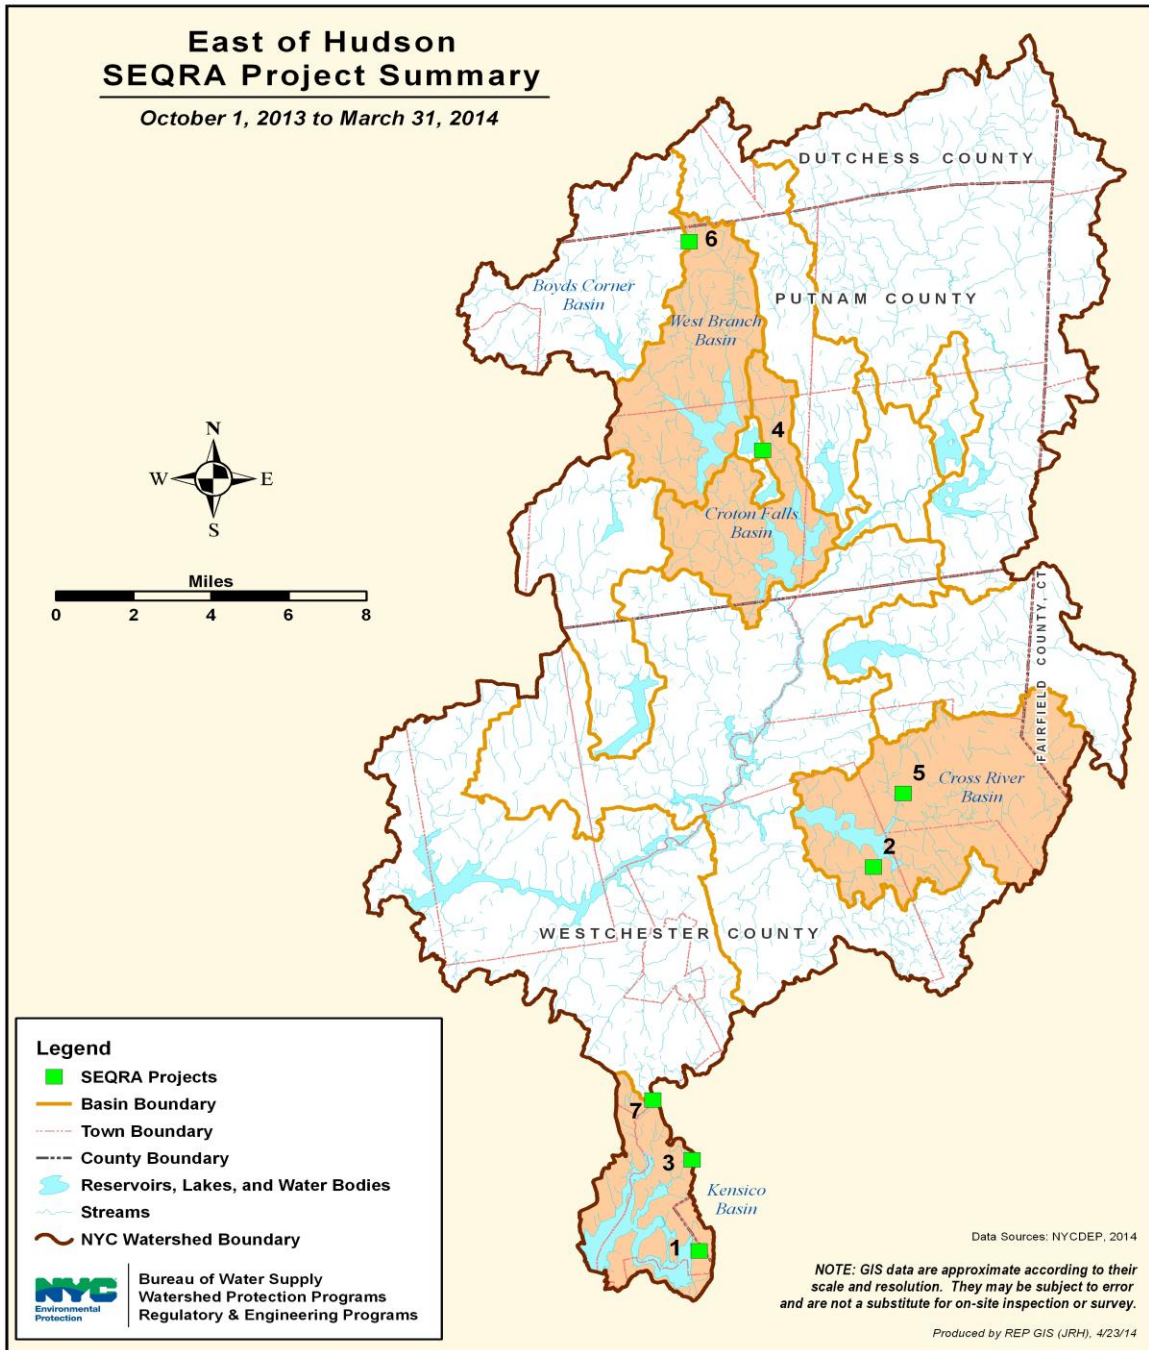 East of Hudson
SEQRA Project Summary
October 1, 2013 to March 31, 2014
DUTCHESS COUNTY
6
Boyds Corner
Basin
PUTNAM COUNTY
West Branch
Basin
4
N
W
E
S
Croton Falls
Basin
Miles
0 2 4 6 8
FAIRFIELD COUNTY, CT
5
Cross River
Basin
2
WESTCHESTER COUNTY
7
3
Kensico
Basin
1
Legend
SEQRA Projects
Basin Boundary
Town Boundary
County Boundary
Reservoirs, Lakes, and Water Bodies
Streams
NYC Watershed Boundary
NYC
Environmental
Protection
Bureau of Water Supply
Watershed Protection Programs
Regulatory & Engineering Programs
Data Sources: NYCDEP, 2014
NOTE: GIS data are approximate according to their
scale and resolution. They may be subject to error
and are not a substitute for on-site inspection or survey.
Produced by REP GIS (JRH), 4/23/14